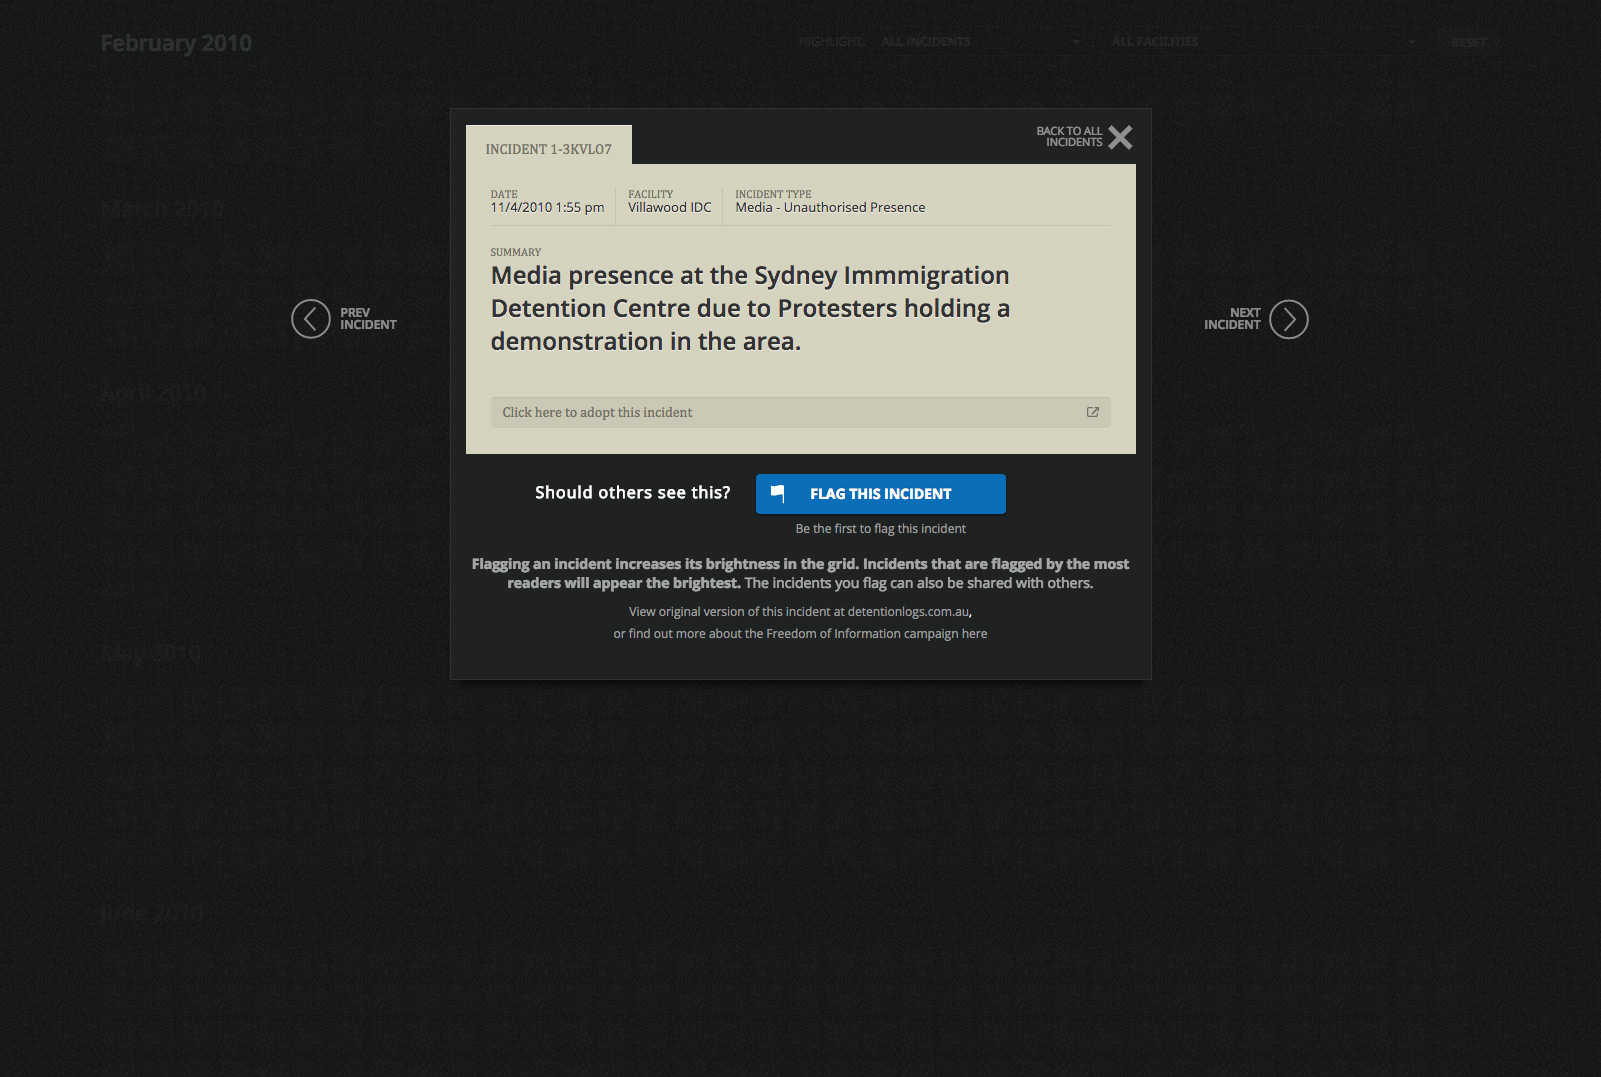 February 2010
HIGHLIGHT:
ALL INCIDENTS
ALL FACILITIES
RESET
BACK TO ALL
INCIDENTS
INCIDENT 1-3KVLO7
DATE
11/4/2010 1:55 pm
FACILITY
Villawood IDC
INCIDENT TYPE
Media - Unauthorised Presence
March 2010
SUMMARY
Media presence at the Sydney Immmigration
Detention Centre due to Protesters holding a
demonstration in the area.
PREV
INCIDENT
NEXT
INCIDENT
April 2010
Click here to adopt this incident
Should others see this?
FLAG THIS INCIDENT
Be the first to flag this incident
Flagging an incident increases its brightness in the grid. Incidents that are flagged by the most
readers will appear the brightest. The incidents you flag can also be shared with others.
View original version of this incident at detentionlogs.com.au,
or find out more about the Freedom of Information campaign here
May 2010
June 2010